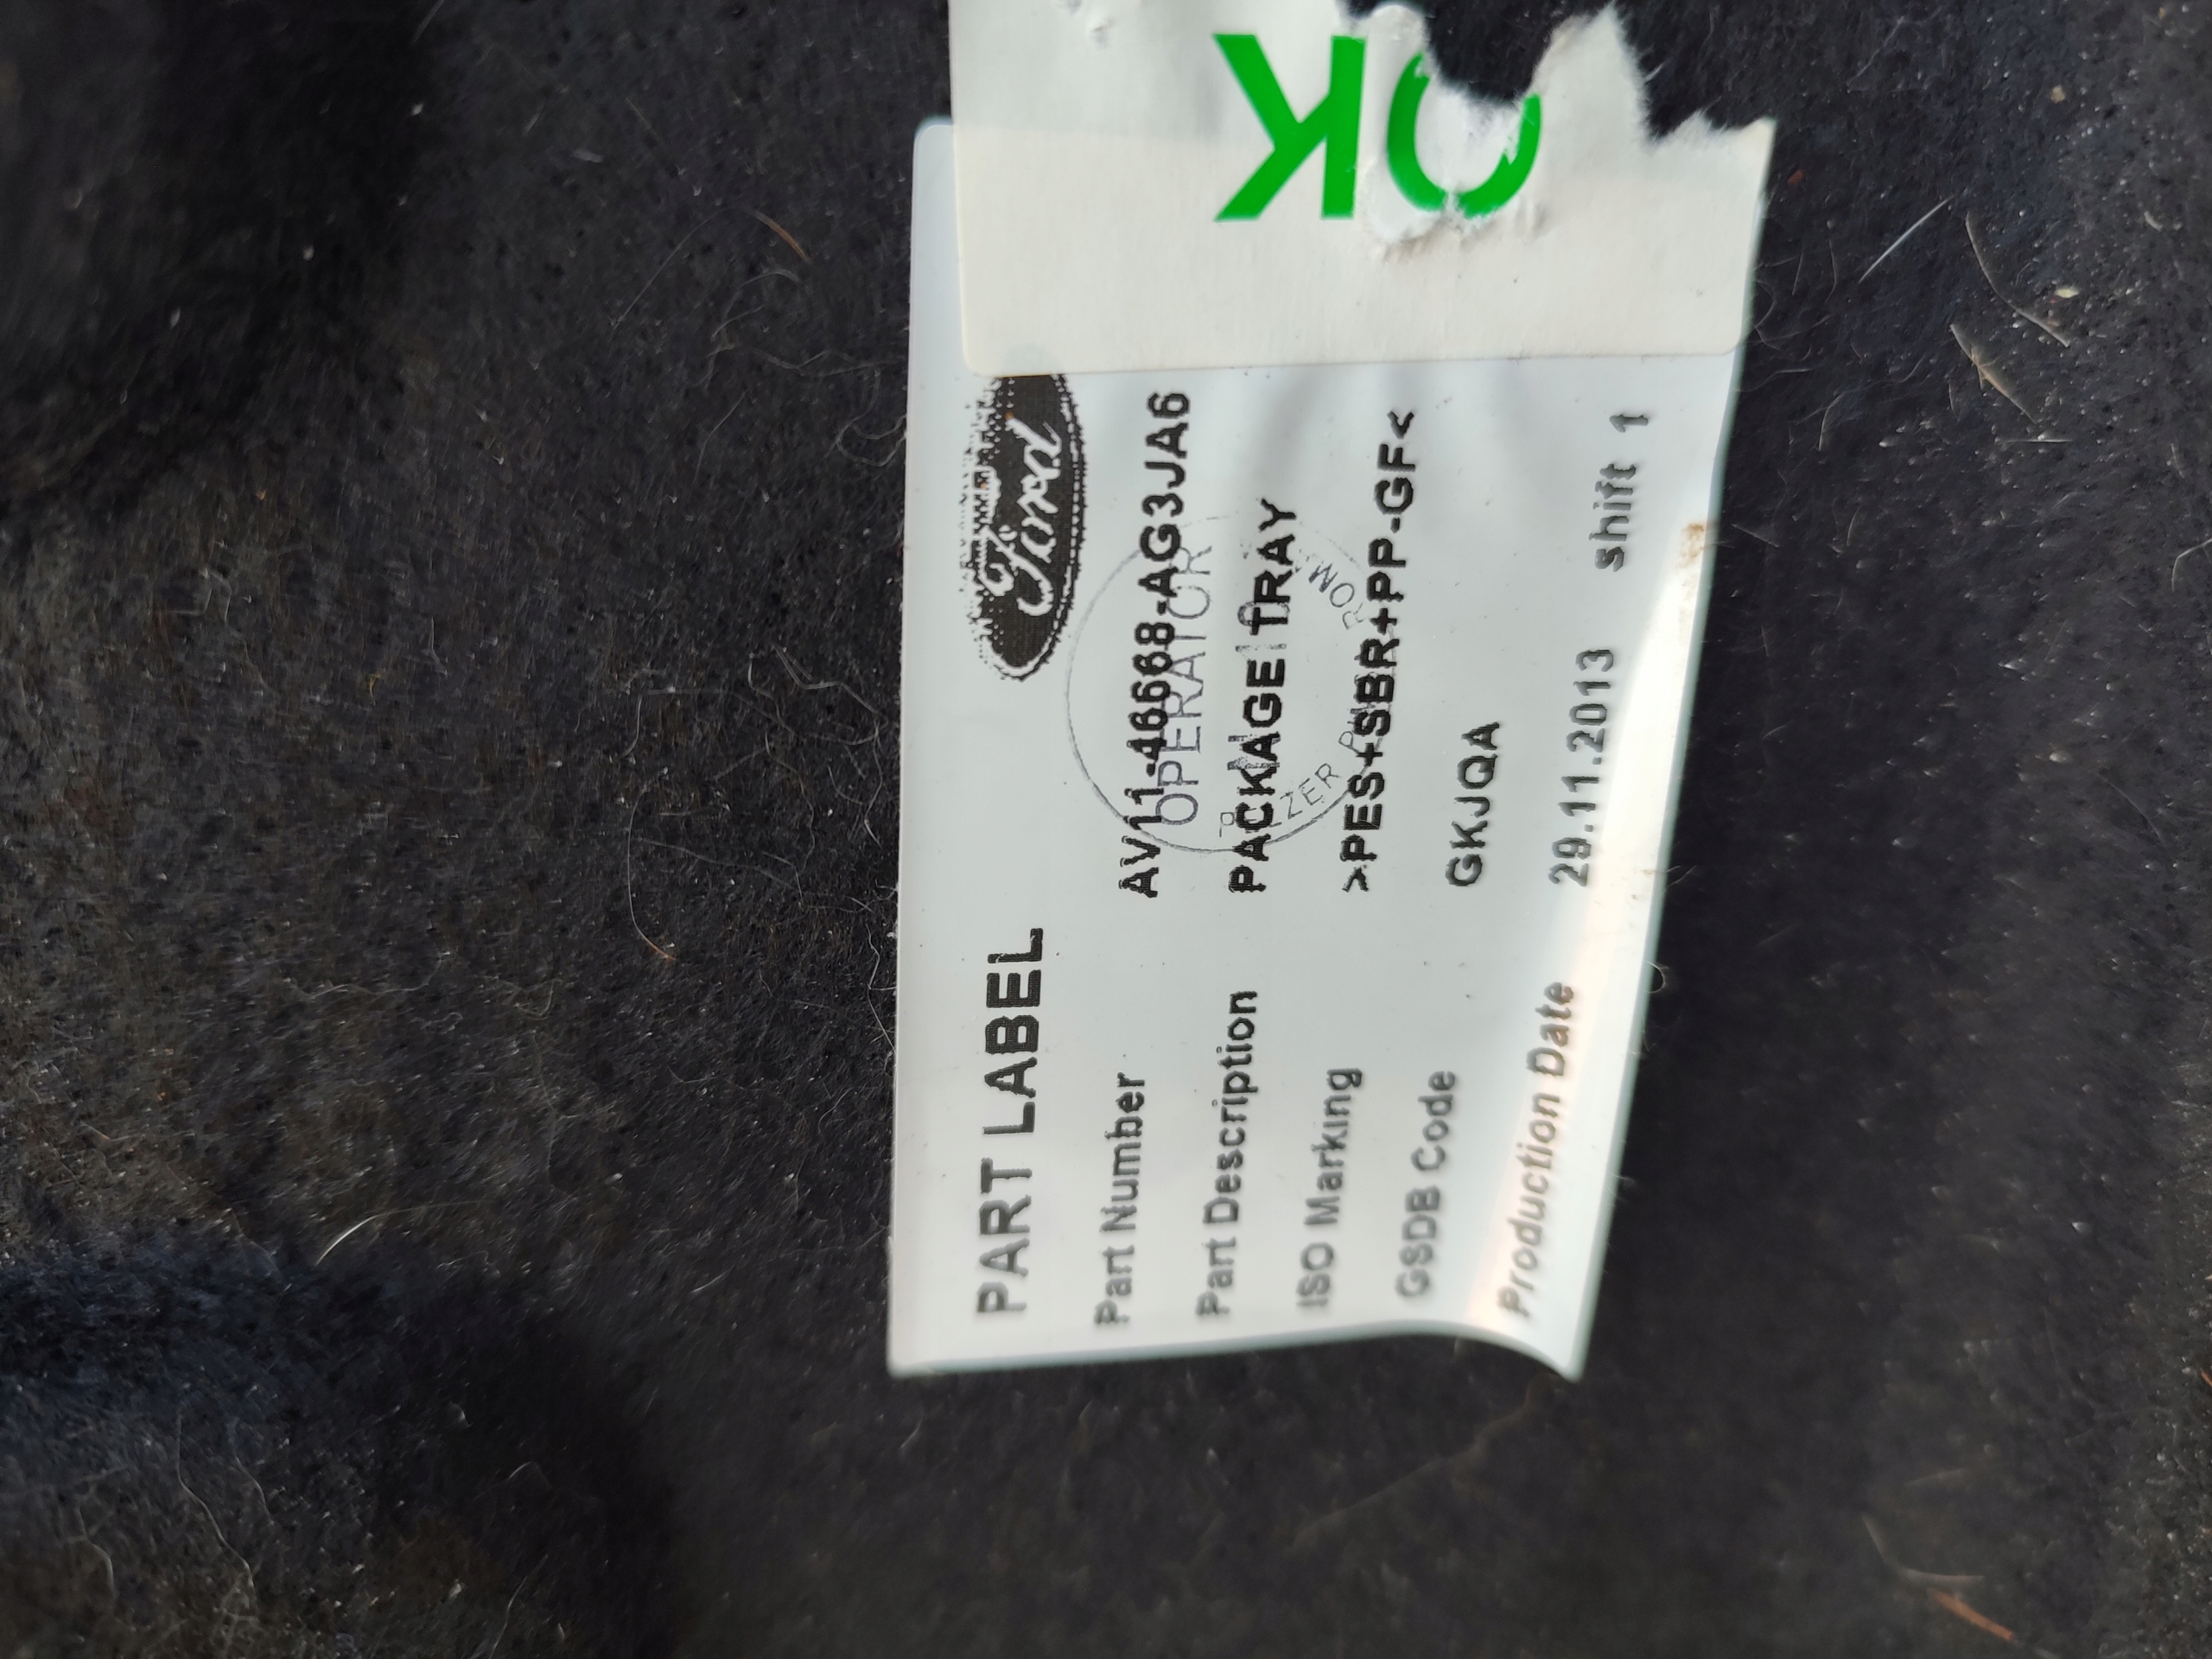 OK
PART LABEL
Ford
Part Number AV11-46668-AG3JA6
OPERATOR
Part Description PACKAGE TRAY
ISO Marking >PES+SBR+PP-GF<
GSDB Code GKJQA
Production Date 29.11.2013 shift 1